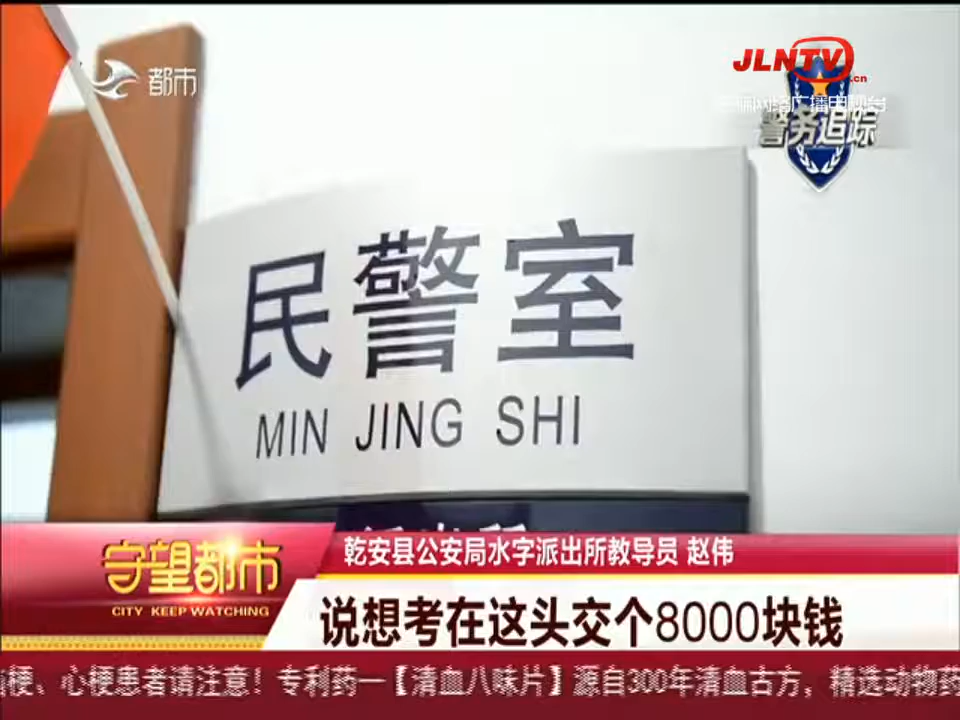 都市
JLNTV.cn
警务追踪
民警室
MIN JING SHI
守望都市
CITY KEEP WATCHING
乾安县公安局水字派出所教导员 赵伟
说想考在这头交个8000块钱
梗、心梗患者请注意！专利药—【清血八味片】源自300年清血古方，精选动物药